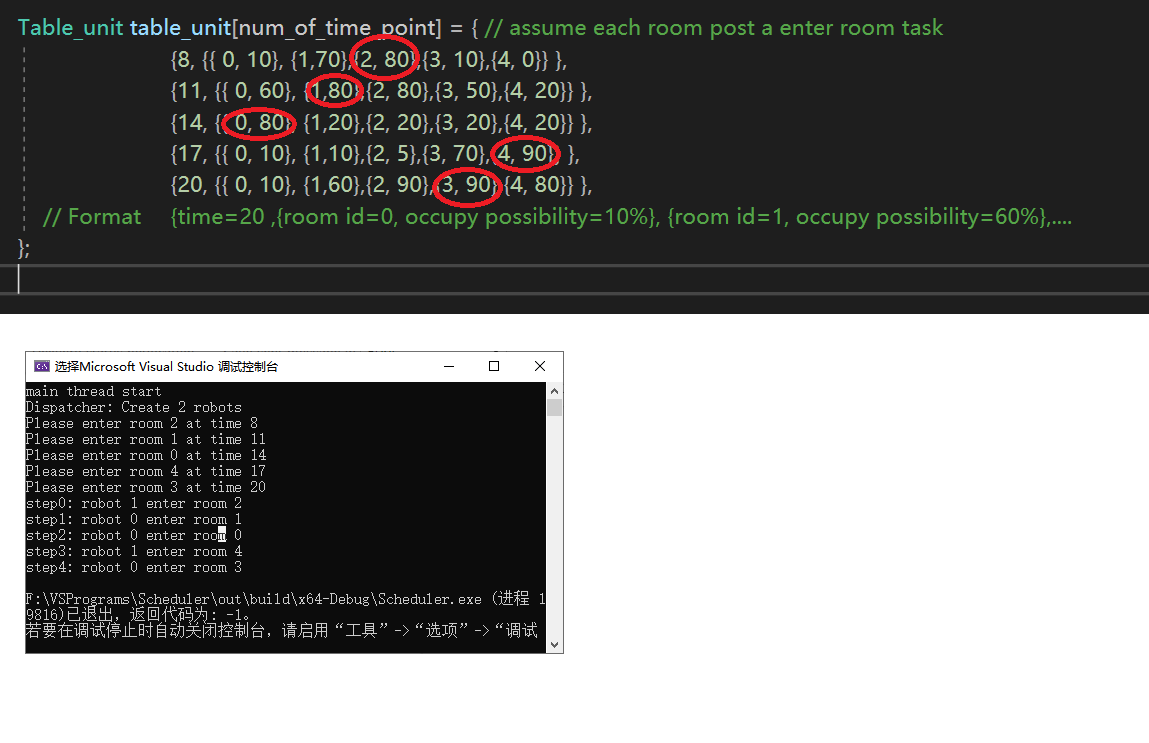 Table_unit table_unit[num_of_time_point] = { // assume each room post a enter room task
{8, {{ 0, 10}, {1,70},{2, 80},{3, 10},{4, 0}} },
{11, {{ 0, 60}, {1,80},{2, 80},{3, 50},{4, 20}} },
{14, {{ 0, 80}, {1,20},{2, 20},{3, 20},{4, 20}} },
{17, {{ 0, 10}, {1,10},{2, 5},{3, 70},{4, 90}} },
{20, {{ 0, 10}, {1,60},{2, 90},{3, 90},{4, 80}} },
// Format {time=20 ,{room id=0, occupy possibility=10%}, {room id=1, occupy possibility=60%},....
};
选择Microsoft Visual Studio 调试控制台
main thread start
Dispatcher: Create 2 robots
Please enter room 2 at time 8
Please enter room 1 at time 11
Please enter room 0 at time 14
Please enter room 4 at time 17
Please enter room 3 at time 20
step0: robot 1 enter room 2
step1: robot 0 enter room 1
step2: robot 0 enter room 0
step3: robot 1 enter room 4
step4: robot 0 enter room 3
F:\VSPrograms\Scheduler\out\build\x64-Debug\Scheduler.exe (进程 1
9816)已退出，返回代码为: -1。
若要在调试停止时自动关闭控制台，请启用“工具”->“选项”->“调试